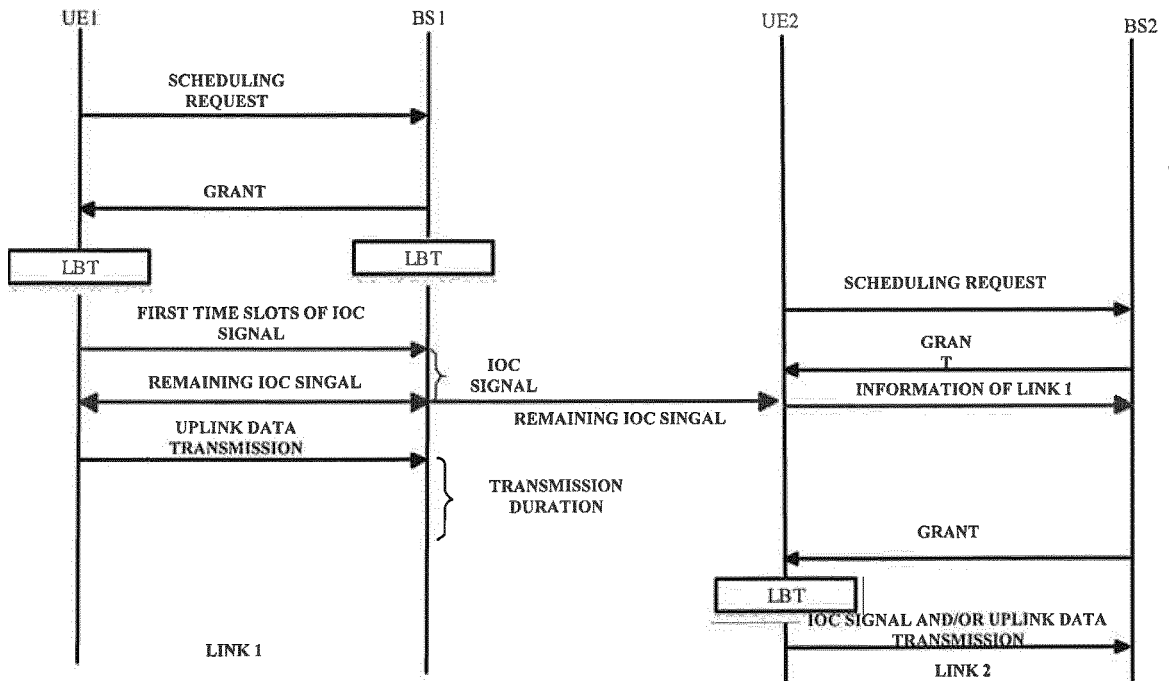 UE1
BS1
UE2
BS2
SCHEDULING
REQUEST
GRANT
LBT
LBT
SCHEDULING REQUEST
FIRST TIME SLOTS OF IOC
SIGNAL
GRAN
T
IOC
SIGNAL
REMAINING IOC SINGAL
INFORMATION OF LINK 1
REMAINING IOC SINGAL
UPLINK DATA
TRANSMISSION
TRANSMISSION
DURATION
GRANT
LBT
IOC SIGNAL AND/OR UPLINK DATA
TRANSMISSION
LINK 1
LINK 2